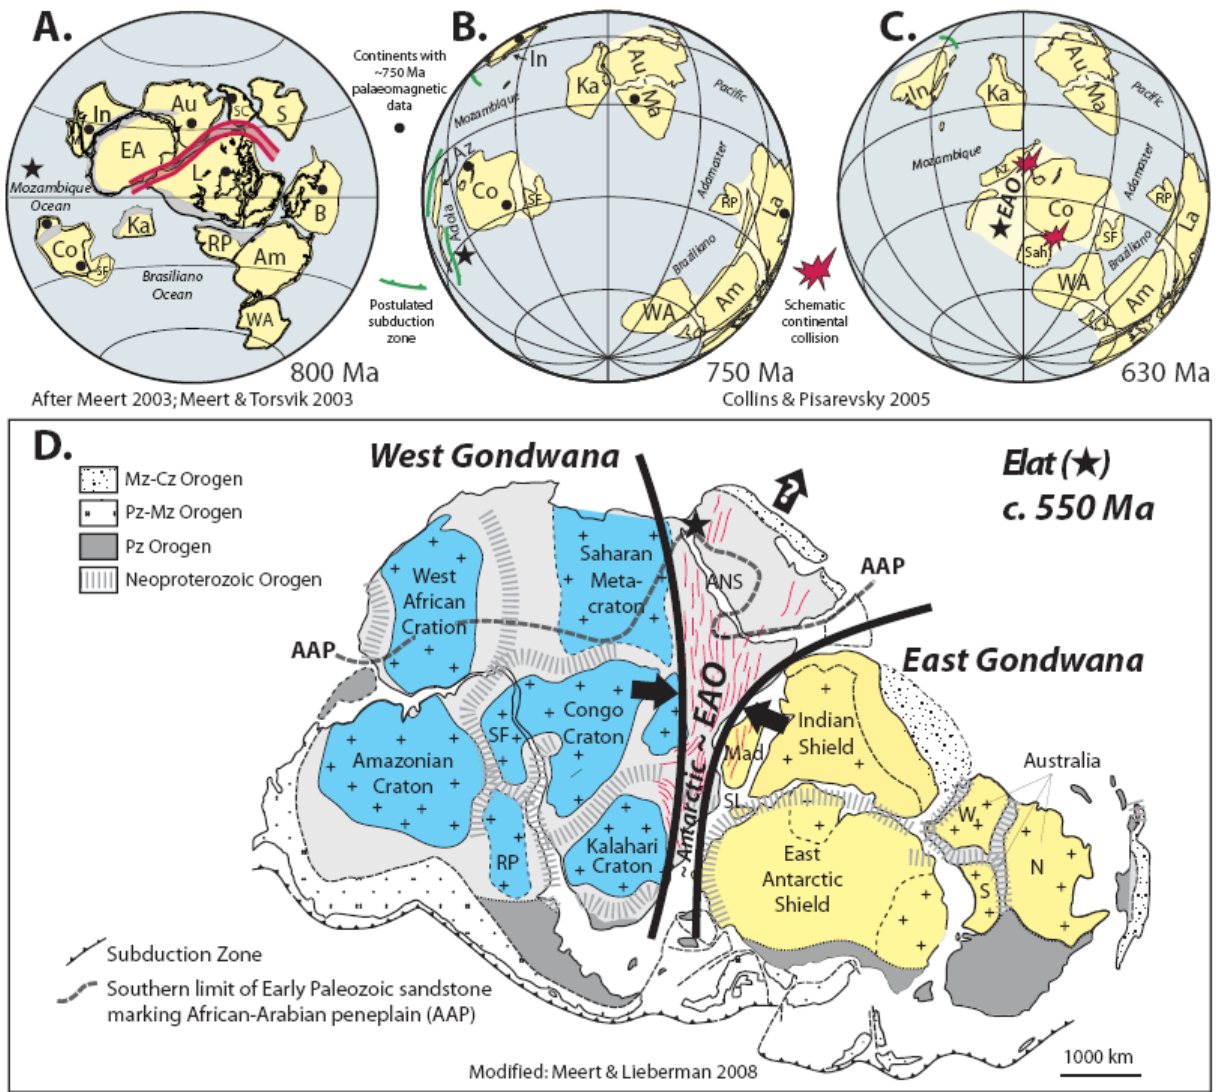 A.
In
Au
SC
S
EA
L
M
Mozambique
Ocean
Ka
B
Co
SF
RP
Am
Brasiliano
Ocean
WA
800 Ma
After Meert 2003; Meert & Torsvik 2003
Continents with
~750 Ma
palaeomagnetic
data
Postulated
subduction
zone
B.
In
Ka
Au
Ma
Pacific
Mozambique
Az
Co
SF
Adola
Adamaster
RP
La
Braziliano
WA
Am
750 Ma
Schematic
continental
collision
Collins & Pisarevsky 2005
C.
In
Ka
Au
Ma
Pacific
Mozambique
AZ
EAO
Co
Sah
SF
Adamaster
RP
La
Braziliano
WA
Am
630 Ma
D.
West Gondwana
Elat (★)
c. 550 Ma
Mz-Cz Orogen
Pz-Mz Orogen
Pz Orogen
Neoproterozoic Orogen
?
West
African
Cration
Saharan
Meta-
craton
ANS
AAP
AAP
East Gondwana
Congo
Craton
SF
Amazonian
Craton
RP
Kalahari
Craton
~ Antarctic ~ EAO
Mad
SL
Indian
Shield
Australia
W
N
S
East
Antarctic
Shield
Subduction Zone
Southern limit of Early Paleozoic sandstone
marking African-Arabian peneplain (AAP)
Modified: Meert & Lieberman 2008
1000 km